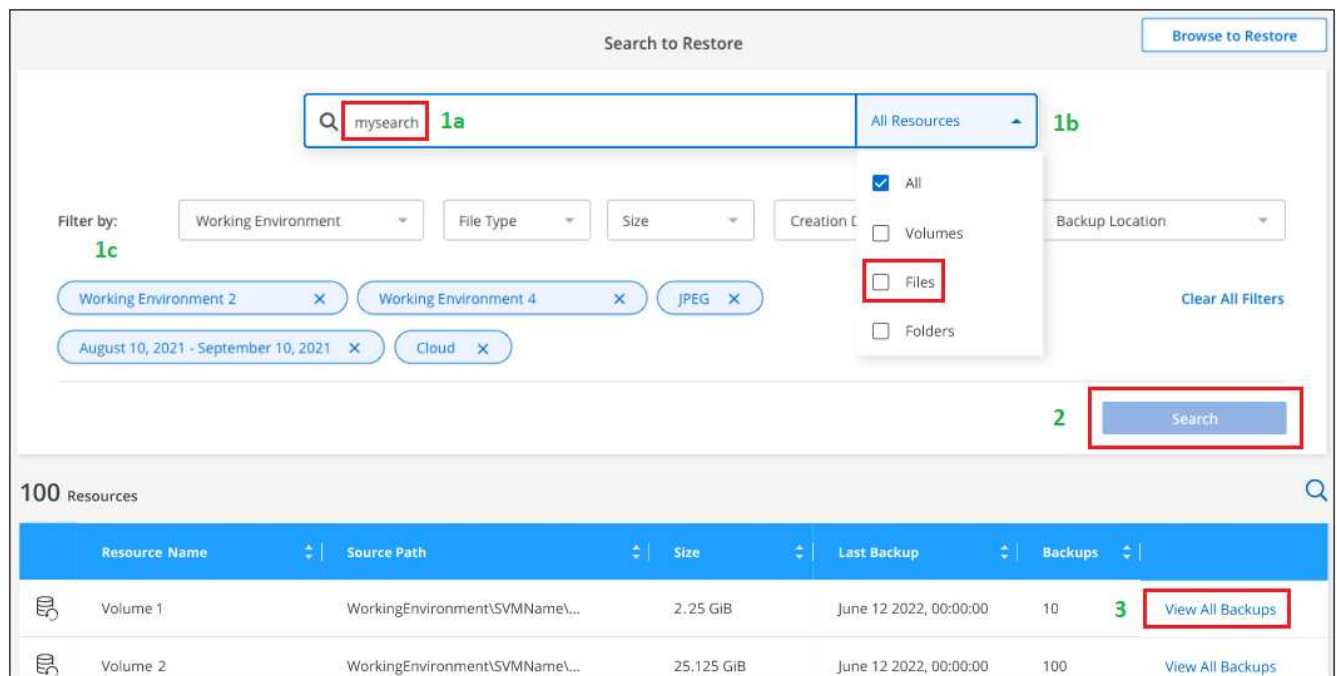 Search to Restore
Browse to Restore
mysearch 1a
All Resources 1b
All
Filter by: Working Environment File Type Size Creation D Backup Location
Volumes
1c
Files
Working Environment 2 × Working Environment 4 × JPEG × Clear All Filters
Folders
August 10, 2021 - September 10, 2021 × Cloud ×
2 Search
100 Resources
Resource Name Source Path Size Last Backup Backups
Volume 1 WorkingEnvironment\SVMName\... 2.25 GiB June 12 2022, 00:00:00 10 3 View All Backups
Volume 2 WorkingEnvironment\SVMName\... 25.125 GiB June 12 2022, 00:00:00 100 View All Backups